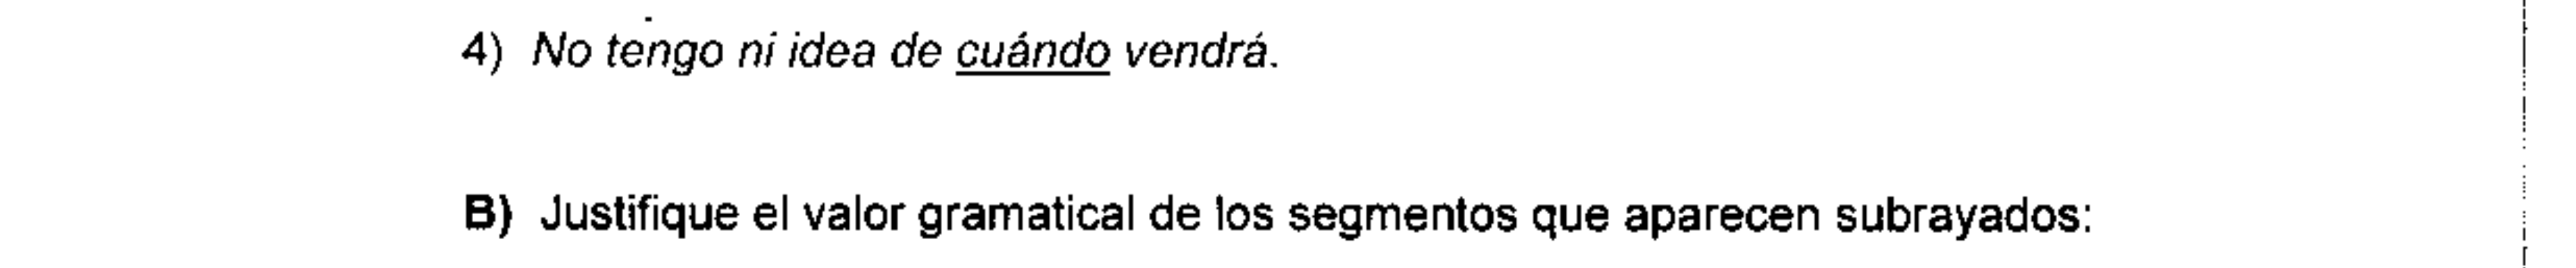 4) No tengo ni idea de cuándo vendrá.
B) Justifique el valor gramatical de los segmentos que aparecen subrayados: